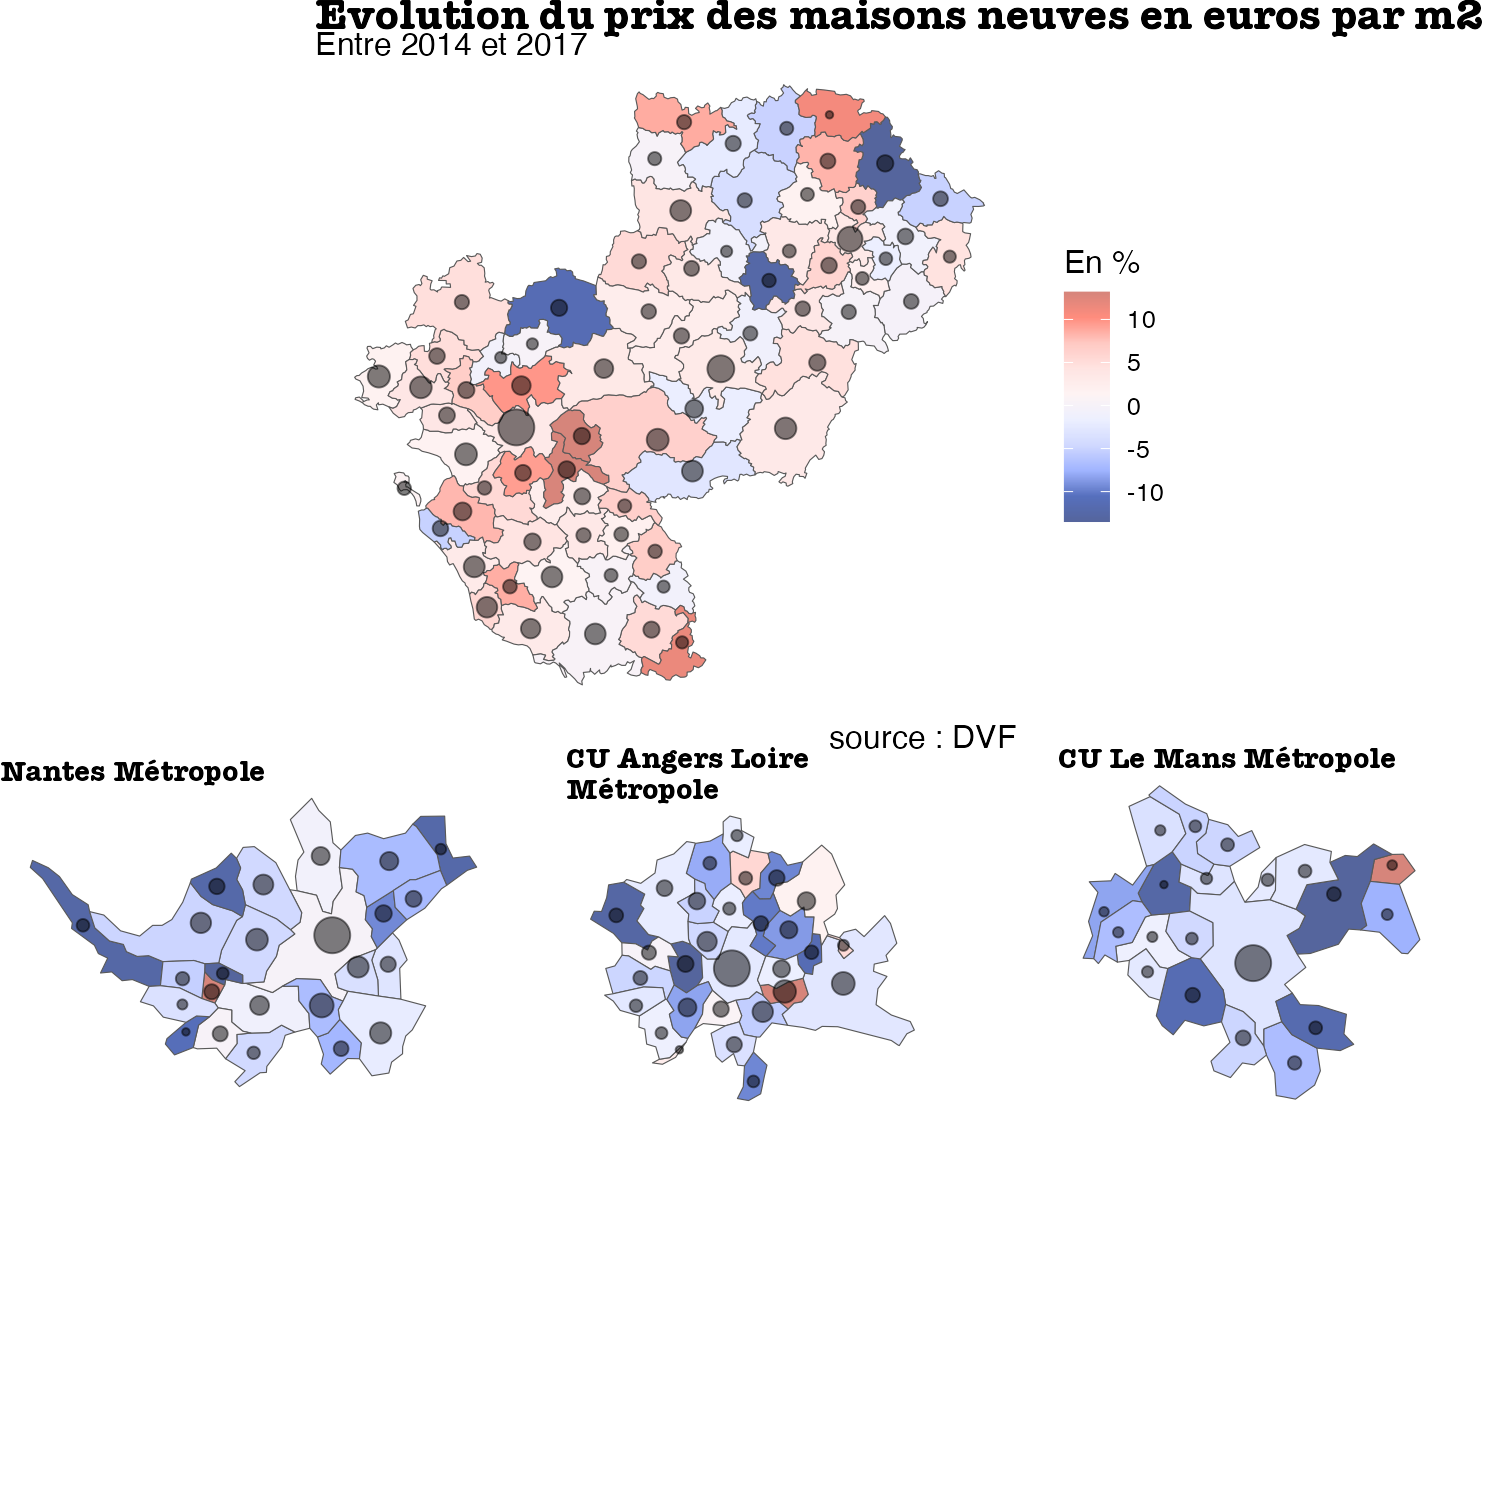 Evolution du prix des maisons neuves en euros par m2
Entre 2014 et 2017
En %
10
5
0
-5
-10
source : DVF
Nantes Métropole
CU Angers Loire
Métropole
CU Le Mans Métropole